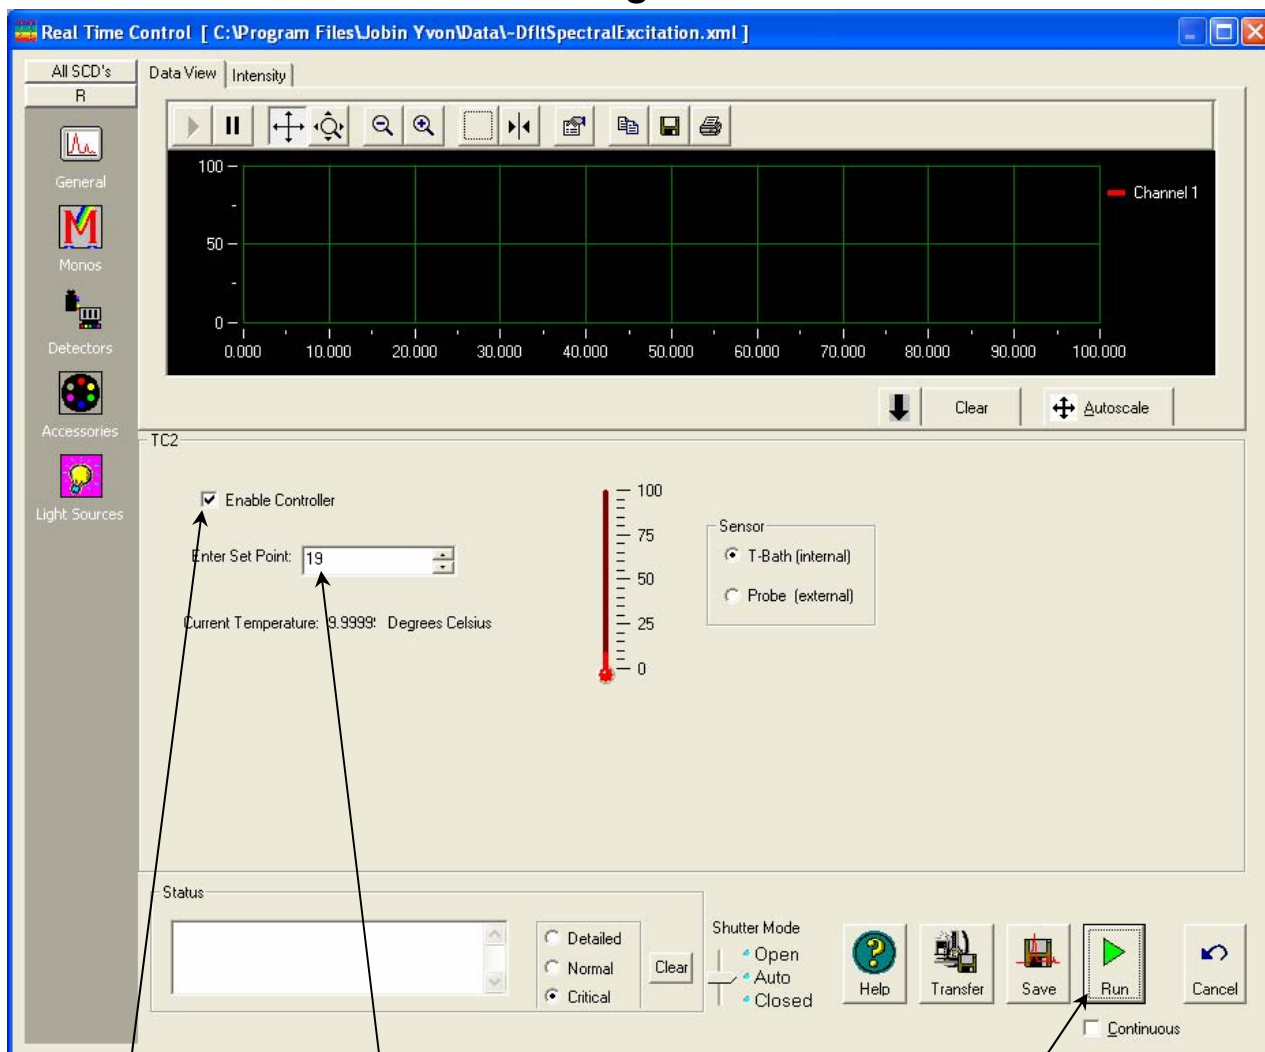 Real Time Control [ C:\Program Files\Jobin Yvon\Data\~DfltSpectralExcitation.xml ]
All SCD's
R
General
Monos
Detectors
Accessories
Light Sources
Data View
Intensity
100
50
0
0.000 10.000 20.000 30.000 40.000 50.000 60.000 70.000 80.000 90.000 100.000
Channel 1
Clear
Autoscale
TC2
Enable Controller
Enter Set Point: 19
Current Temperature: 9.9999 Degrees Celsius
100
75
50
25
0
Sensor
T-Bath (internal)
Probe (external)
Status
Detailed
Normal
Critical
Clear
Shutter Mode
Open
Auto
Closed
Help
Transfer
Save
Run
Cancel
Continuous